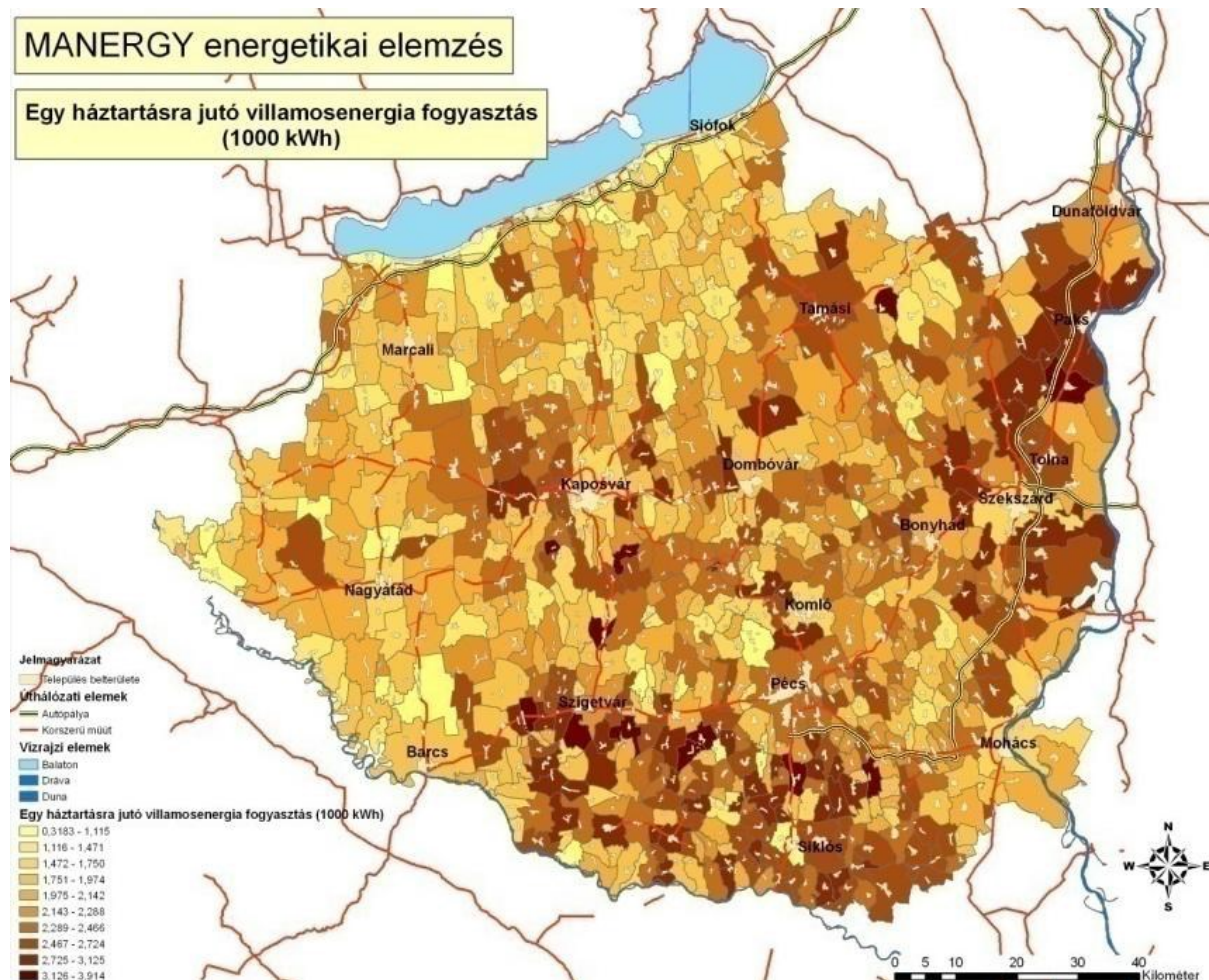 MANERGY energetikai elemzés
Egy háztartásra jutó villamosenergia fogyasztás
(1000 kWh)
Siófok
Dunaföldvár
Tamási
Paks
Marcali
Dombóvár
Tolna
Kaposvár
Szekszárd
Bonyhád
Nagyatád
Komló
Pécs
Szigetvár
Barcs
Mohács
Siklós
Jelmagyarázat
Település belterülete
Úthálózati elemek
Autópálya
Korszerű műút
Vízrajzi elemek
Balaton
Dráva
Duna
Egy háztartásra jutó villamosenergia fogyasztás (1000 kWh)
0,3183 - 1,115
1,116 - 1,471
1,472 - 1,750
1,751 - 1,974
1,975 - 2,142
2,143 - 2,288
2,289 - 2,466
2,467 - 2,724
2,725 - 3,125
3,126 - 3,914
N
W E
S
0 5 10 20 30 40
Kilométer